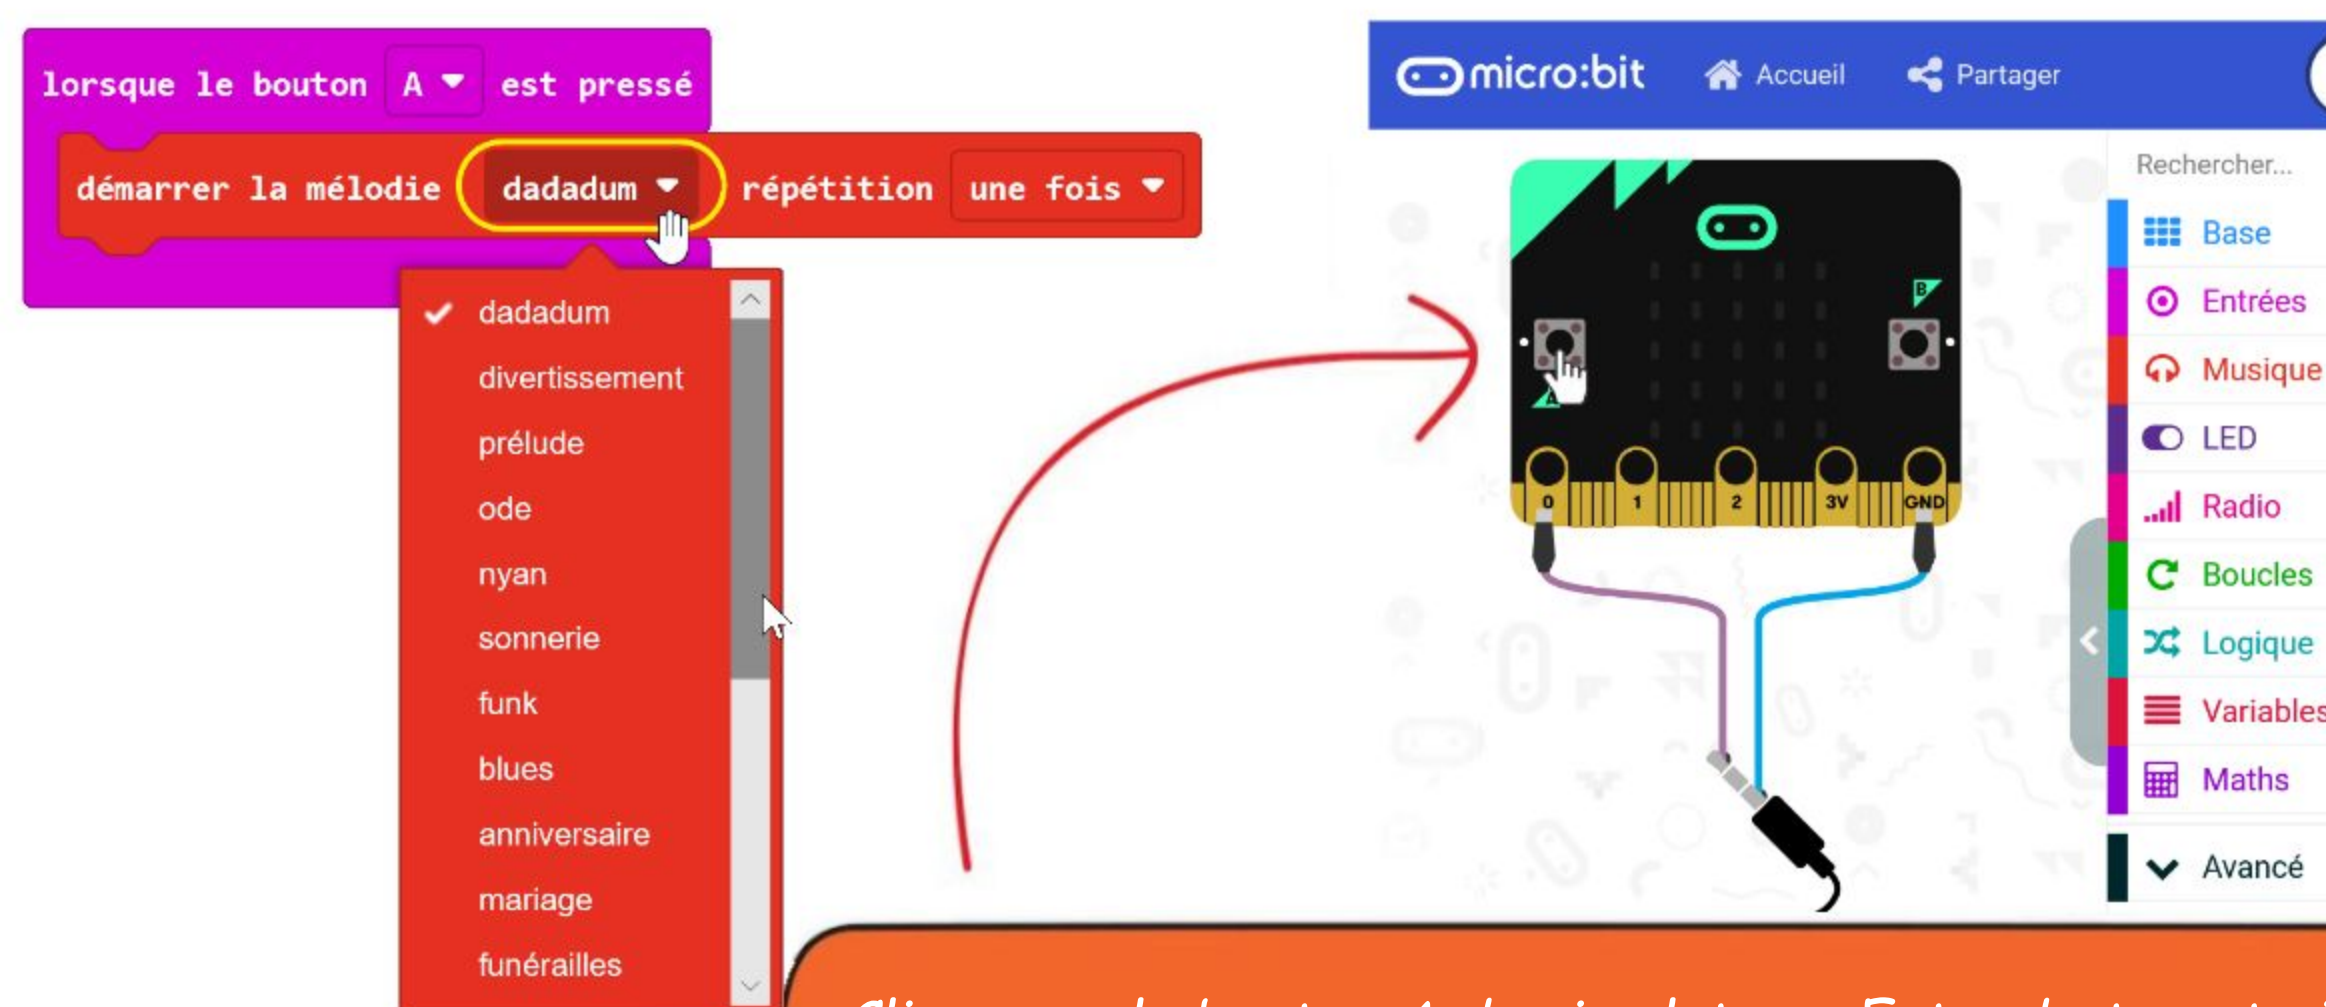 lorsque le bouton A est pressé
démarrer la mélodie dadadum répétition une fois
dadadum
divertissement
prélude
ode
nyan
sonnerie
funk
blues
anniversaire
mariage
funérailles
micro:bit Accueil Partager
B
A
0 1 2 3V GND
Rechercher...
Base
Entrées
Musique
LED
Radio
Boucles
Logique
Variables
Maths
Avancé